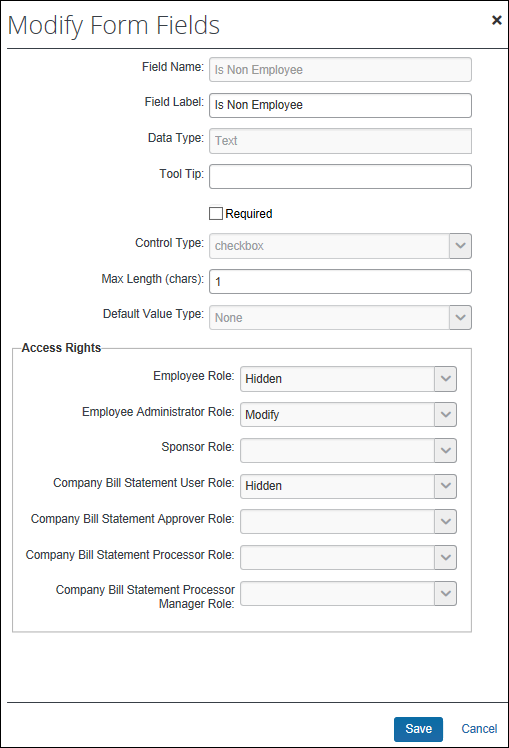 Modify Form Fields
Field Name: Is Non Employee
Field Label: Is Non Employee
Data Type: Text
Tool Tip:
Required
Control Type: checkbox
Max Length (chars): 1
Default Value Type: None
Access Rights
Employee Role: Hidden
Employee Administrator Role: Modify
Sponsor Role:
Company Bill Statement User Role: Hidden
Company Bill Statement Approver Role:
Company Bill Statement Processor Role:
Company Bill Statement Processor
Manager Role:
Save Cancel